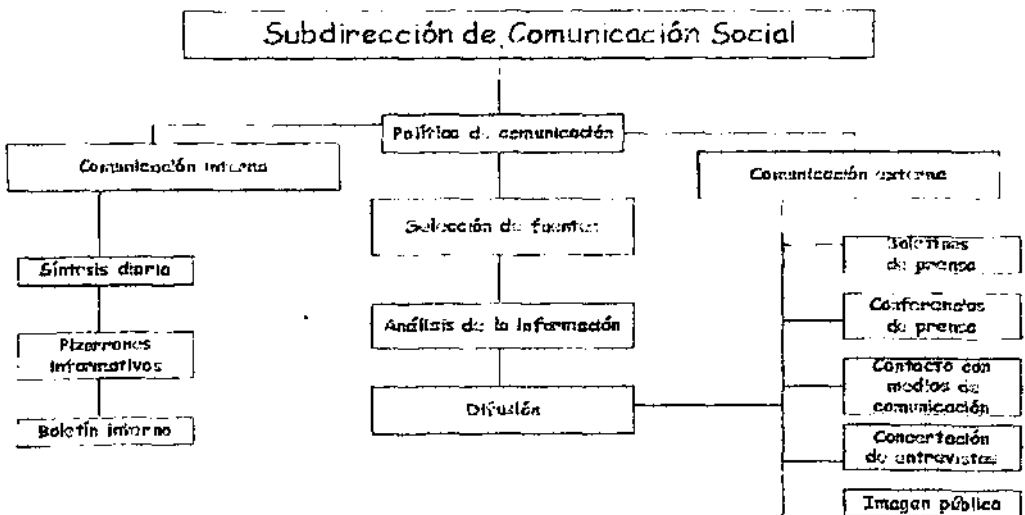 Subdirección de Comunicación Social
Política de comunicación
Comunicación interna
Comunicación externa
Selección de fuentes
Síntesis diaria
Análisis de la información
Pizarrones
informativos
Difusión
Boletín interno
Boletines
de prensa
Conferencias
de prensa
Contacto con
medios de
comunicación
Concertación
de entrevistas
Imagen pública